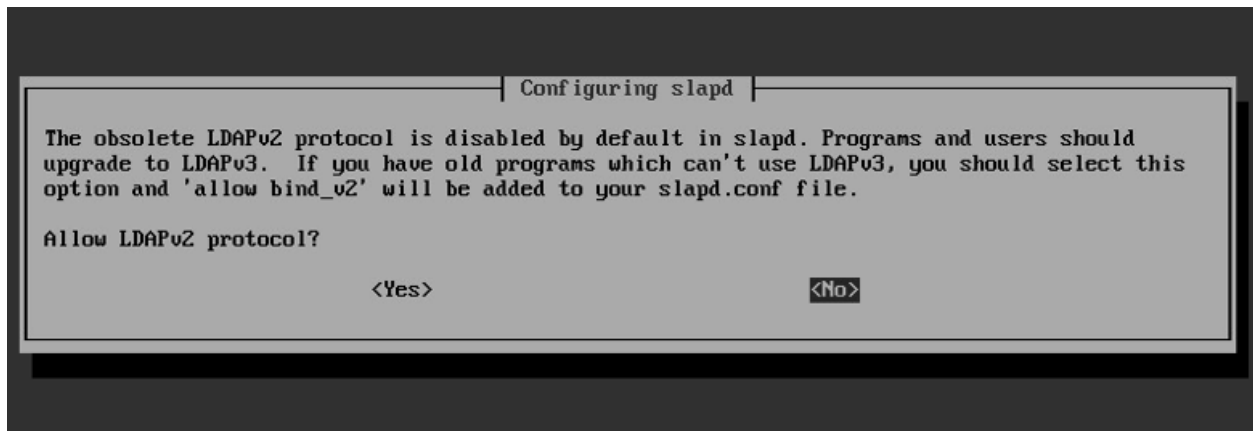 Configuring slapd
The obsolete LDAPv2 protocol is disabled by default in slapd. Programs and users should
upgrade to LDAPv3.  If you have old programs which can't use LDAPv3, you should select this
option and 'allow bind_v2' will be added to your slapd.conf file.
Allow LDAPv2 protocol?
<Yes> <No>